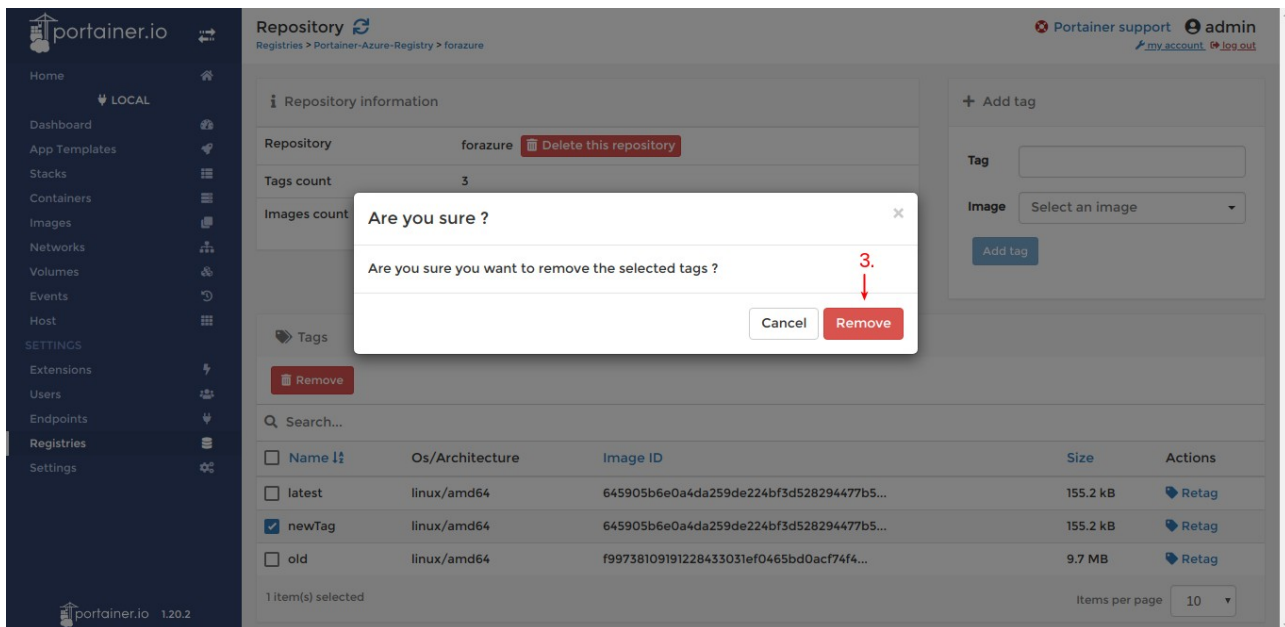 portainer.io
Home
LOCAL
Dashboard
App Templates
Stacks
Containers
Images
Networks
Volumes
Events
Host
SETTINGS
Extensions
Users
Endpoints
Registries
Settings
portainer.io 1.20.2
Repository
Registries > Portainer-Azure-Registry > forazure
Portainer support admin
my account log out
Repository information
Repository forazure Delete this repository
Tags count 3
Images count
Add tag
Tag
Image Select an image
Add tag
Are you sure ? ×
Are you sure you want to remove the selected tags ?
3.
Cancel Remove
Tags
Remove
Search...
Name Os/Architecture Image ID Size Actions
latest linux/amd64 645905b6e0a4da259de224bf3d528294477b5... 155.2 kB Retag
newTag linux/amd64 645905b6e0a4da259de224bf3d528294477b5... 155.2 kB Retag
old linux/amd64 f99738109191228433031ef0465bd0acf74f4... 9.7 MB Retag
1 item(s) selected
Items per page 10